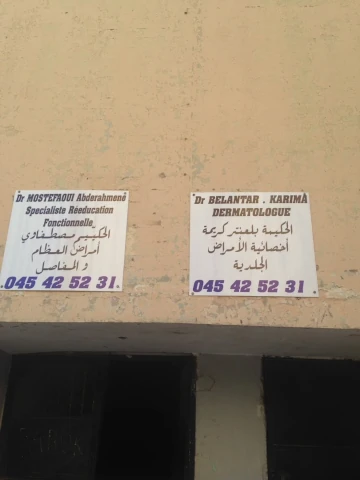 Dr MOSTEFAOUI Abderahmené
Specialiste Rééducation
Fonctionnelle
الحكيم مصطفاوي
أمراض العظام
و المفاصل
045 42 52 31
Dr BELANTAR . KARIMA
DERMATOLOGUE
الحكيمة بلعنتر كريمة
أخصائية الأمراض
الجلدية
045 42 52 31